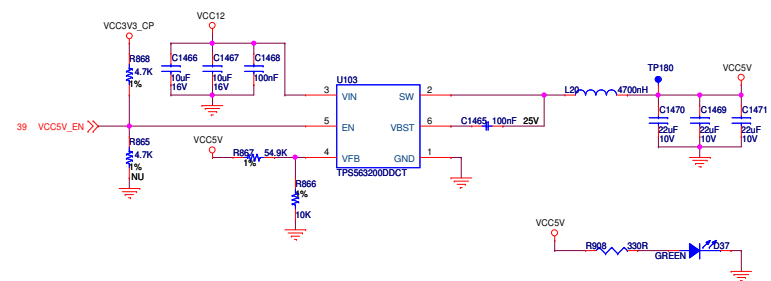 VCC3V3_CP
VCC12
R868
4.7K
1%
C1466
10uF
16V
C1467
10uF
16V
C1468
100nF
U103
3
VIN
SW
2
5
EN
VBST
6
4
VFB
GND
1
TPS563200DDCT
39
VCC5V_EN
R865
4.7K
1%
NU
VCC5V
R867
54.9K
1%
R866
1%
10K
C1465
100nF
25V
L20
4700nH
TP180
VCC5V
C1470
22uF
10V
C1469
22uF
10V
C1471
22uF
10V
VCC5V
R908
330R
GREEN
D37